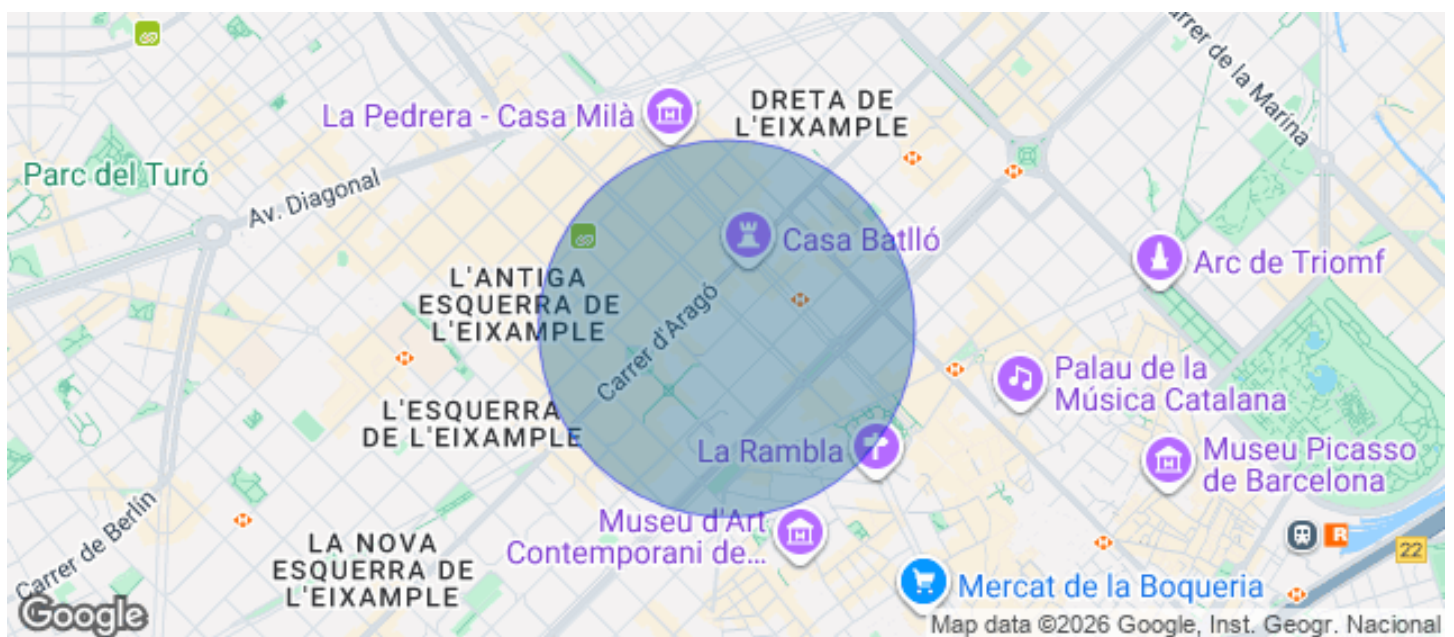 Carrer de la Marina
DRETA DE
L'EIXAMPLE
La Pedrera - Casa Milà
Parc del Turó
Av. Diagonal
Casa Batlló
Arc de Triomf
L'ANTIGA
ESQUERRA DE
L'EIXAMPLE
Carrer d'Aragó
Palau de la
Música Catalana
L'ESQUERRA
DE L'EIXAMPLE
La Rambla
Museu Picasso
de Barcelona
Museu d'Art
Contemporani de...
Carrer de Berlín
LA NOVA
ESQUERRA DE
L'EIXAMPLE
R
22
Mercat de la Boqueria
Google
Map data ©2026 Google, Inst. Geogr. Nacional